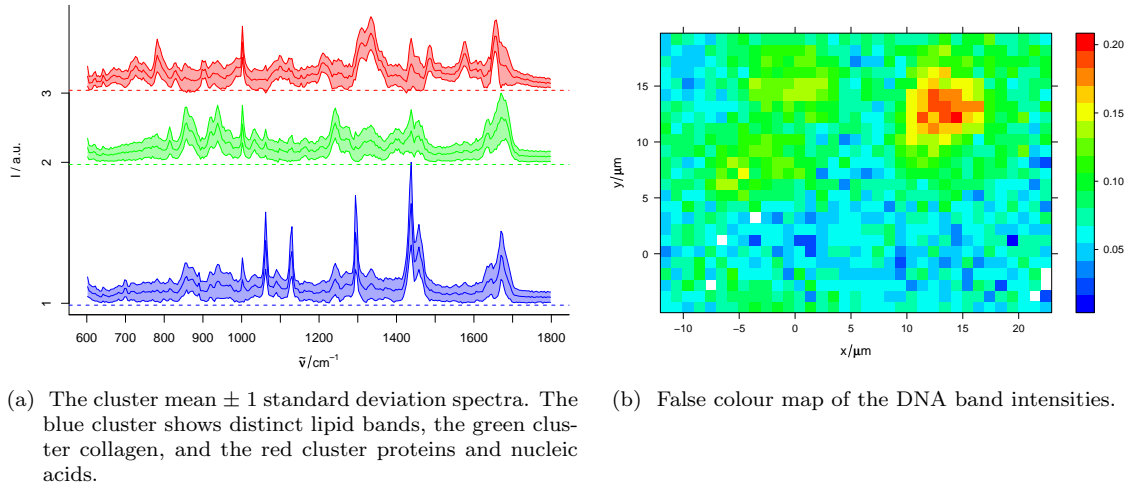 I / a.u.
3
2
1
600 700 800 1000 1200 1400 1600 1800
ν̃ /cm⁻¹
y/μm
15
10
5
0
−10 −5 0 5 10 15 20
x/μm
0.20
0.15
0.10
0.05
(a) The cluster mean ± 1 standard deviation spectra. The
blue cluster shows distinct lipid bands, the green clus-
ter collagen, and the red cluster proteins and nucleic
acids.
(b) False colour map of the DNA band intensities.